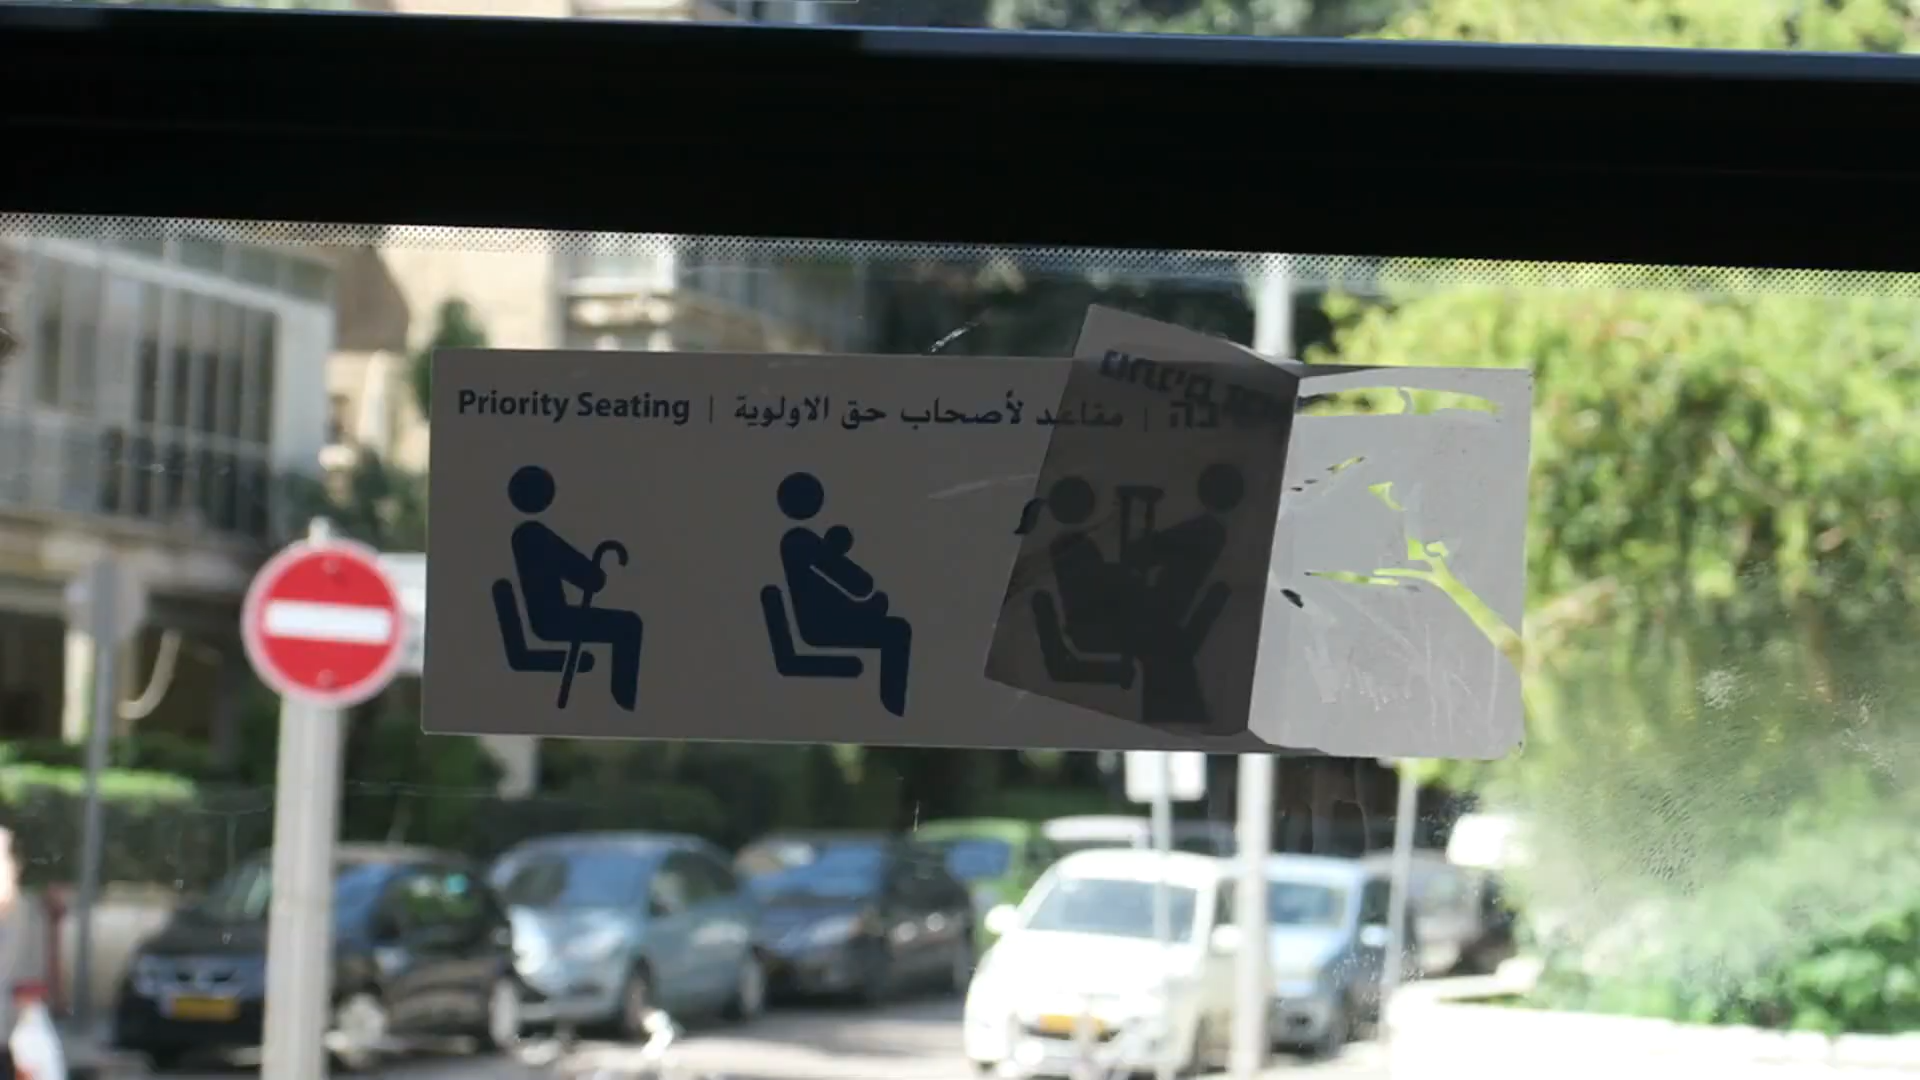 Priority Seating | مقاعد لأصحاب حق الاولوية |